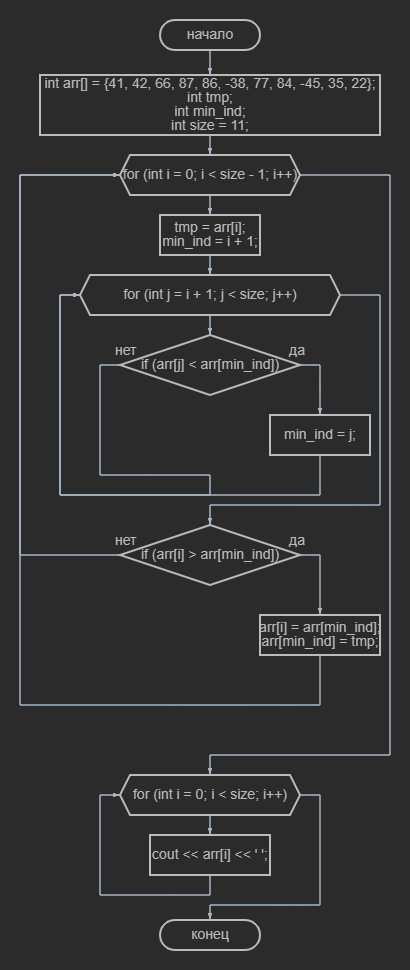 начало
int arr[] = {41, 42, 66, 87, 86, -38, 77, 84, -45, 35, 22};
int tmp;
int min_ind;
int size = 11;
for (int i = 0; i < size - 1; i++)
tmp = arr[i];
min_ind = i + 1;
for (int j = i + 1; j < size; j++)
нет
да
if (arr[j] < arr[min_ind])
min_ind = j;
нет
да
if (arr[i] > arr[min_ind])
arr[i] = arr[min_ind];
arr[min_ind] = tmp;
for (int i = 0; i < size; i++)
cout << arr[i] << ' ';
конец